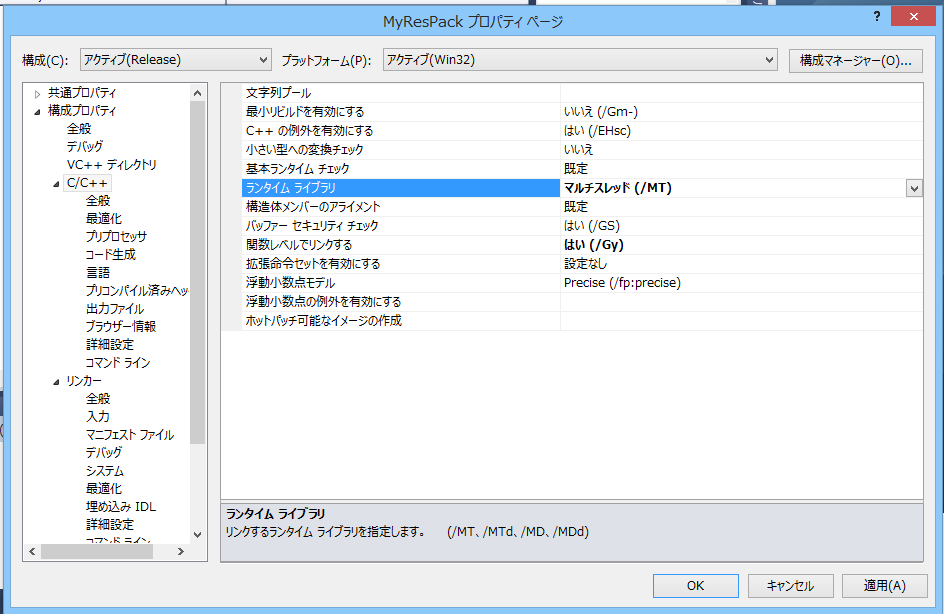 MyResPack プロパティ ページ
?
構成(C): アクティブ(Release) プラットフォーム(P): アクティブ(Win32) 構成マネージャー(O)...
共通プロパティ
構成プロパティ
全般
デバッグ
VC++ ディレクトリ
C/C++
全般
最適化
プリプロセッサ
コード生成
言語
プリコンパイル済みヘッ
出力ファイル
ブラウザー情報
詳細設定
コマンド ライン
リンカー
全般
入力
マニフェスト ファイル
デバッグ
システム
最適化
埋め込み IDL
詳細設定
コマンド ライン
文字列プール
最小リビルドを有効にする いいえ (/Gm-)
C++ の例外を有効にする はい (/EHsc)
小さい型への変換チェック いいえ
基本ランタイム チェック 既定
ランタイム ライブラリ マルチスレッド (/MT)
構造体メンバーのアライメント 既定
バッファー セキュリティ チェック はい (/GS)
関数レベルでリンクする はい (/Gy)
拡張命令セットを有効にする 設定なし
浮動小数点モデル Precise (/fp:precise)
浮動小数点の例外を有効にする
ホットパッチ可能なイメージの作成
ランタイム ライブラリ
リンクするランタイム ライブラリを指定します。 (/MT、/MTd、/MD、/MDd)
OK キャンセル 適用(A)